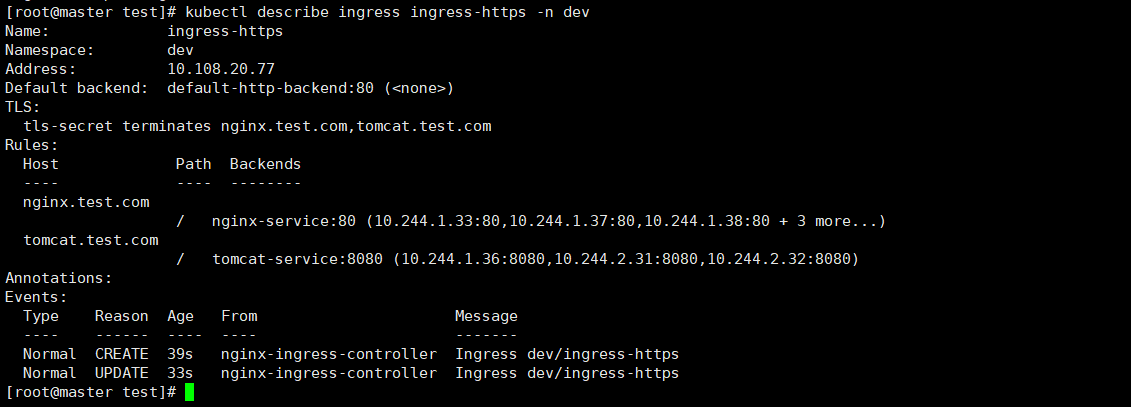 [root@master test]# kubectl describe ingress ingress-https -n dev
Name:             ingress-https
Namespace:        dev
Address:          10.108.20.77
Default backend:  default-http-backend:80 (<none>)
TLS:
  tls-secret terminates nginx.test.com,tomcat.test.com
Rules:
  Host             Path  Backends
  ----             ----  --------
  nginx.test.com
                   /   nginx-service:80 (10.244.1.33:80,10.244.1.37:80,10.244.1.38:80 + 3 more...)
  tomcat.test.com
                   /   tomcat-service:8080 (10.244.1.36:8080,10.244.2.31:8080,10.244.2.32:8080)
Annotations:
Events:
  Type    Reason  Age   From                      Message
  ----    ------  ----  ----                      -------
  Normal  CREATE  39s   nginx-ingress-controller  Ingress dev/ingress-https
  Normal  UPDATE  33s   nginx-ingress-controller  Ingress dev/ingress-https
[root@master test]#